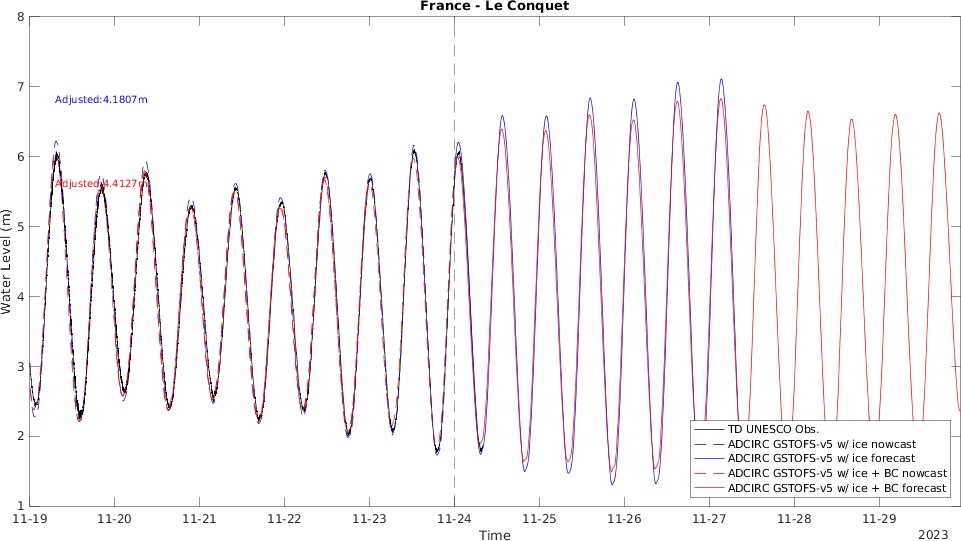 France - Le Conquet
8
7
6
5
4
3
2
1
Water Level (m)
Adjusted:4.1807m
Adjusted:4.4127m
TD UNESCO Obs.
ADCIRC GSTOFS-v5 w/ ice nowcast
ADCIRC GSTOFS-v5 w/ ice forecast
ADCIRC GSTOFS-v5 w/ ice + BC nowcast
ADCIRC GSTOFS-v5 w/ ice + BC forecast
11-19 11-20 11-21 11-22 11-23 11-24 11-25 11-26 11-27 11-28 11-29
Time
2023